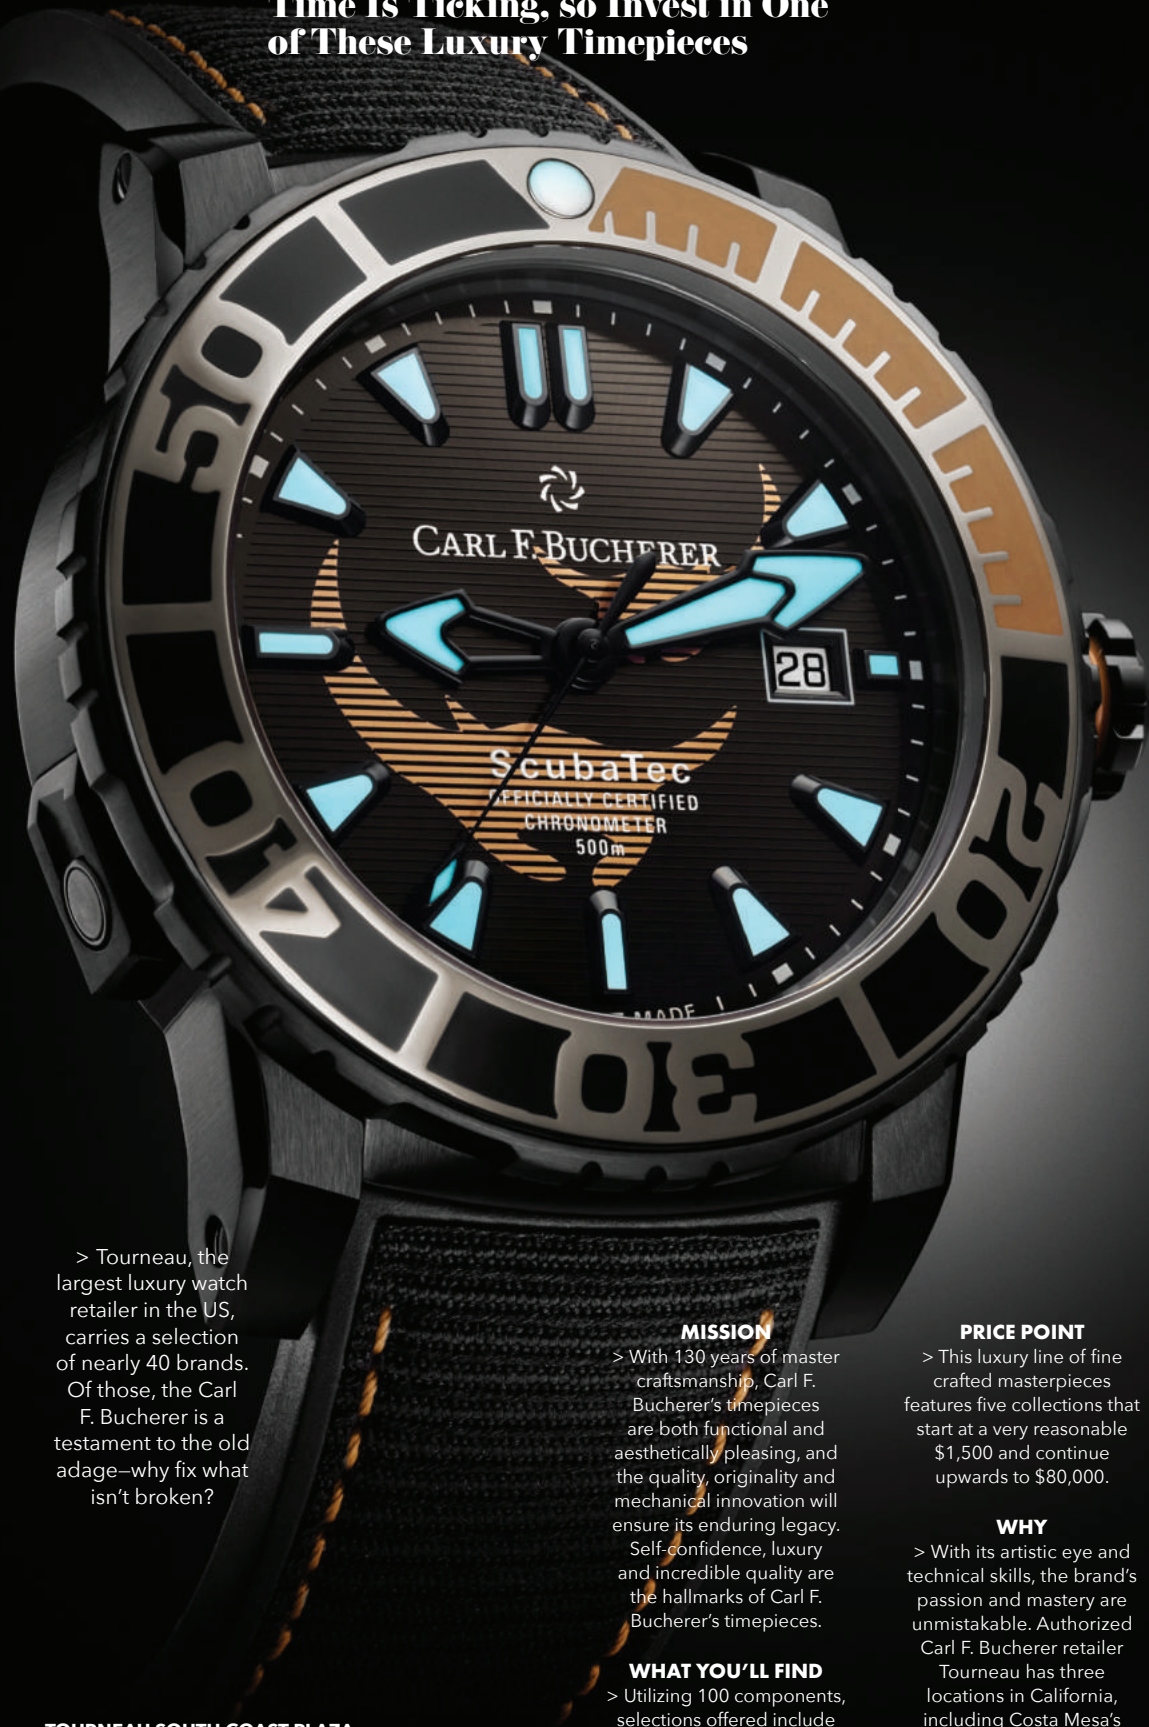 Time Is Ticking, so Invest in One
of These Luxury Timepieces
50
CARL F. BUCHERER
28
ScubaTec
OFFICIALLY CERTIFIED
CHRONOMETER
500m
20
40
30
MADE
> Tourneau, the
largest luxury watch
retailer in the US,
carries a selection
of nearly 40 brands.
Of those, the Carl
F. Bucherer is a
testament to the old
adage—why fix what
isn't broken?
MISSION
> With 130 years of master
craftsmanship, Carl F.
Bucherer's timepieces
are both functional and
aesthetically pleasing, and
the quality, originality and
mechanical innovation will
ensure its enduring legacy.
Self-confidence, luxury
and incredible quality are
the hallmarks of Carl F.
Bucherer's timepieces.
WHAT YOU'LL FIND
> Utilizing 100 components,
selections offered include
PRICE POINT
> This luxury line of fine
crafted masterpieces
features five collections that
start at a very reasonable
$1,500 and continue
upwards to $80,000.
WHY
> With its artistic eye and
technical skills, the brand's
passion and mastery are
unmistakable. Authorized
Carl F. Bucherer retailer
Tourneau has three
locations in California,
including Costa Mesa's
TOURNEAU SOUTH COAST PLAZA